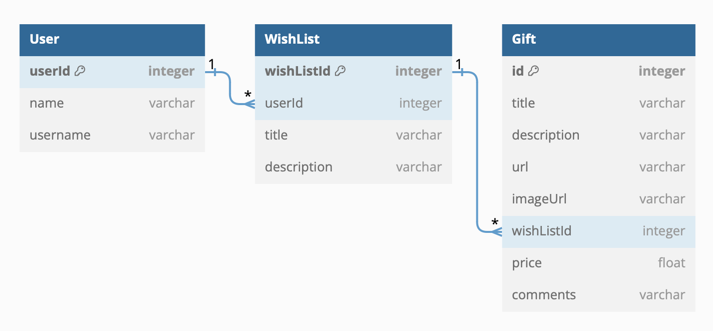 User
userId integer
name varchar
username varchar
1
*
WishList
wishListId integer
userId integer
title varchar
description varchar
1
*
Gift
id integer
title varchar
description varchar
url varchar
imageUrl varchar
wishListId integer
price float
comments varchar